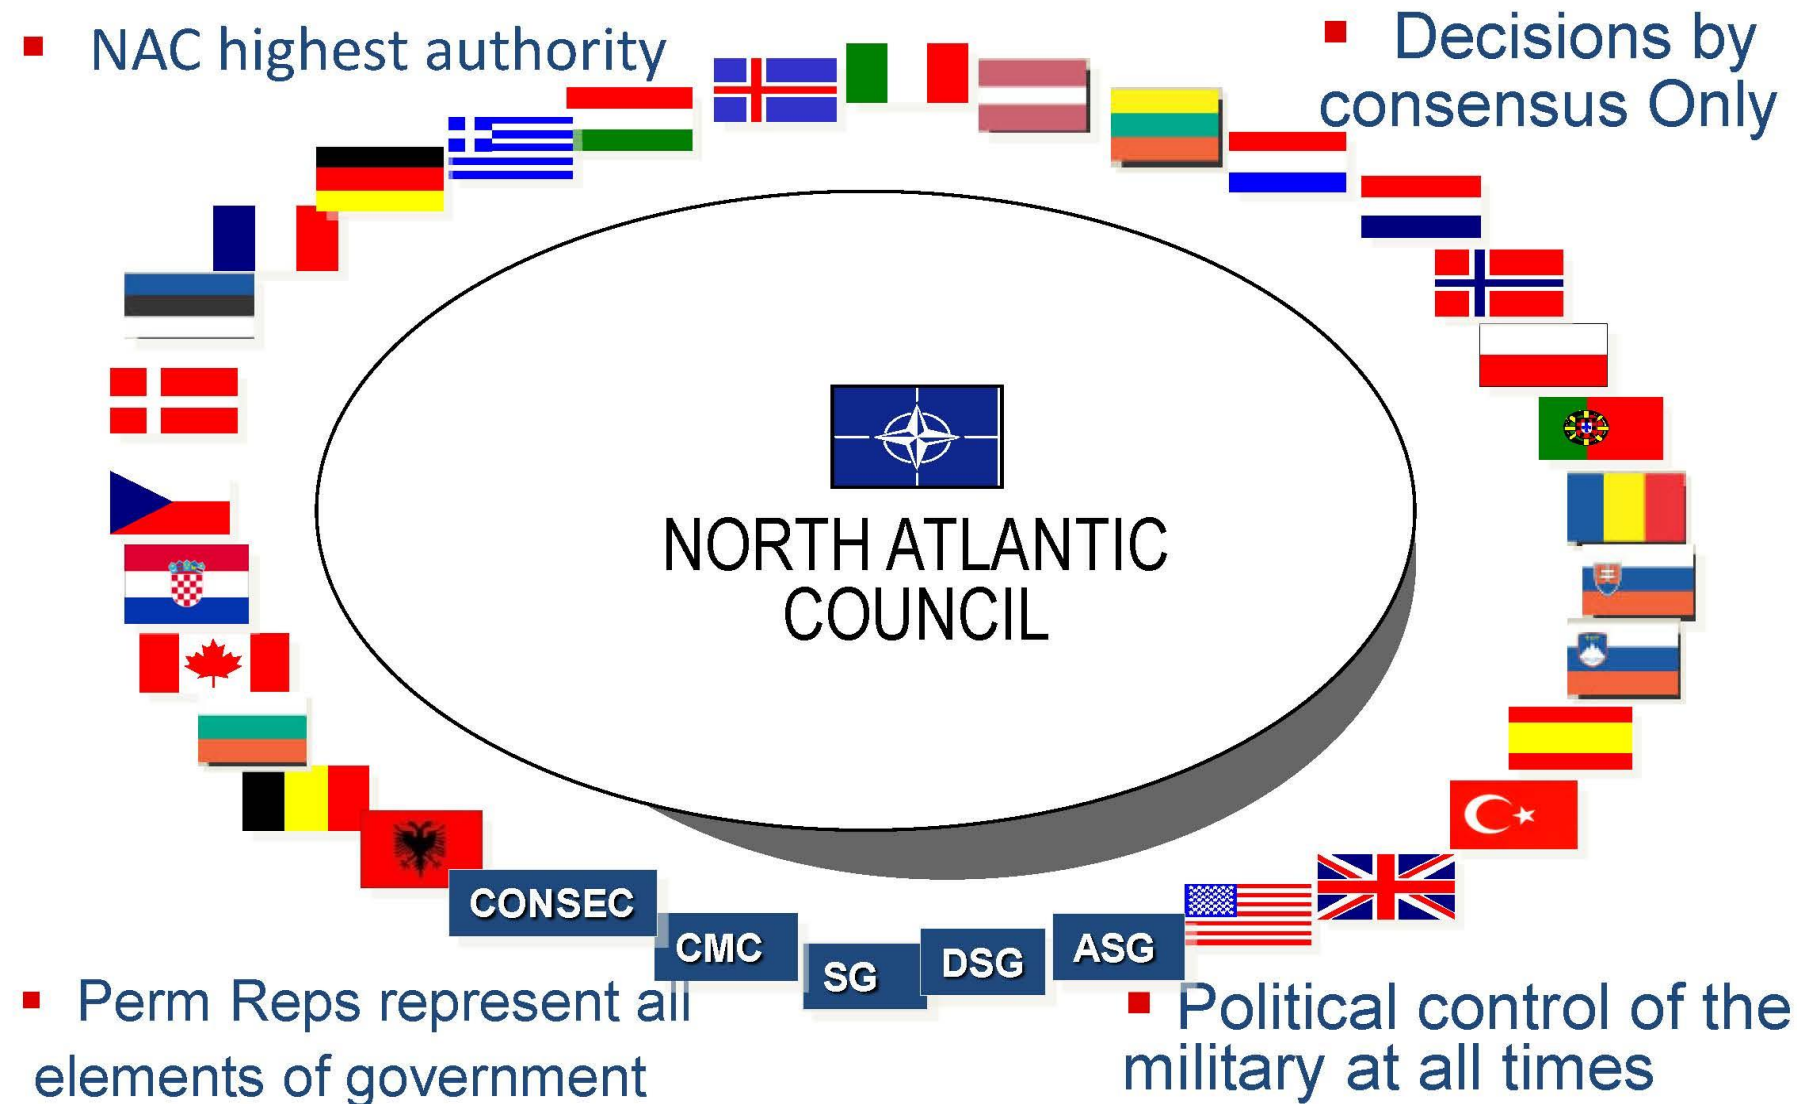 NAC highest authority
Decisions by
consensus Only
NORTH ATLANTIC
COUNCIL
CONSEC
CMC
SG
DSG
ASG
Perm Reps represent all
elements of government
Political control of the
military at all times